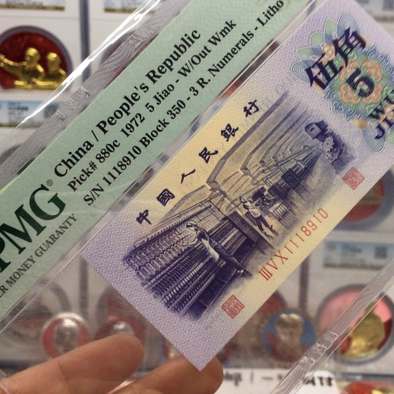 China / People's Republic
Pick# 880c 1972 5 Jiao - W/Out Wmk
S/N 1118910 Block 350 - 3 R. Numerals - Litho
PMG
MONEY GUARANTY
中國人民銀行
伍角
5
WU
III V X 1118910